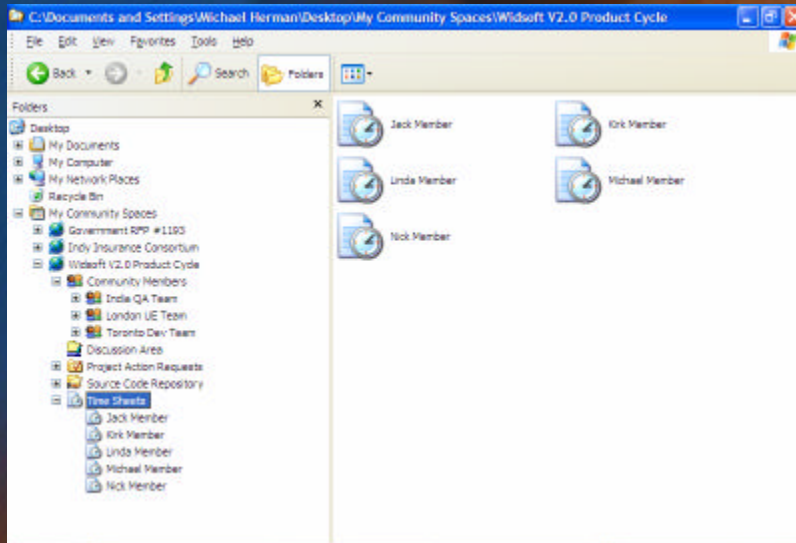 C:\Documents and Settings\Michael Herman\Desktop\My Community Spaces\Widsoft V2.0 Product Cycle
File Edit View Favorites Tools Help
Back Search Folders
Folders
Desktop
My Documents
My Computer
My Network Places
Recycle Bin
My Community Spaces
Government RFP #1193
Indy Insurance Consortium
Widsoft V2.0 Product Cycle
Community Members
India QA Team
London UE Team
Toronto Dev Team
Discussion Area
Project Action Requests
Source Code Repository
Time Sheets
Jack Member
Kirk Member
Linda Member
Michael Member
Nick Member
Jack Member Kirk Member
Linda Member Michael Member
Nick Member